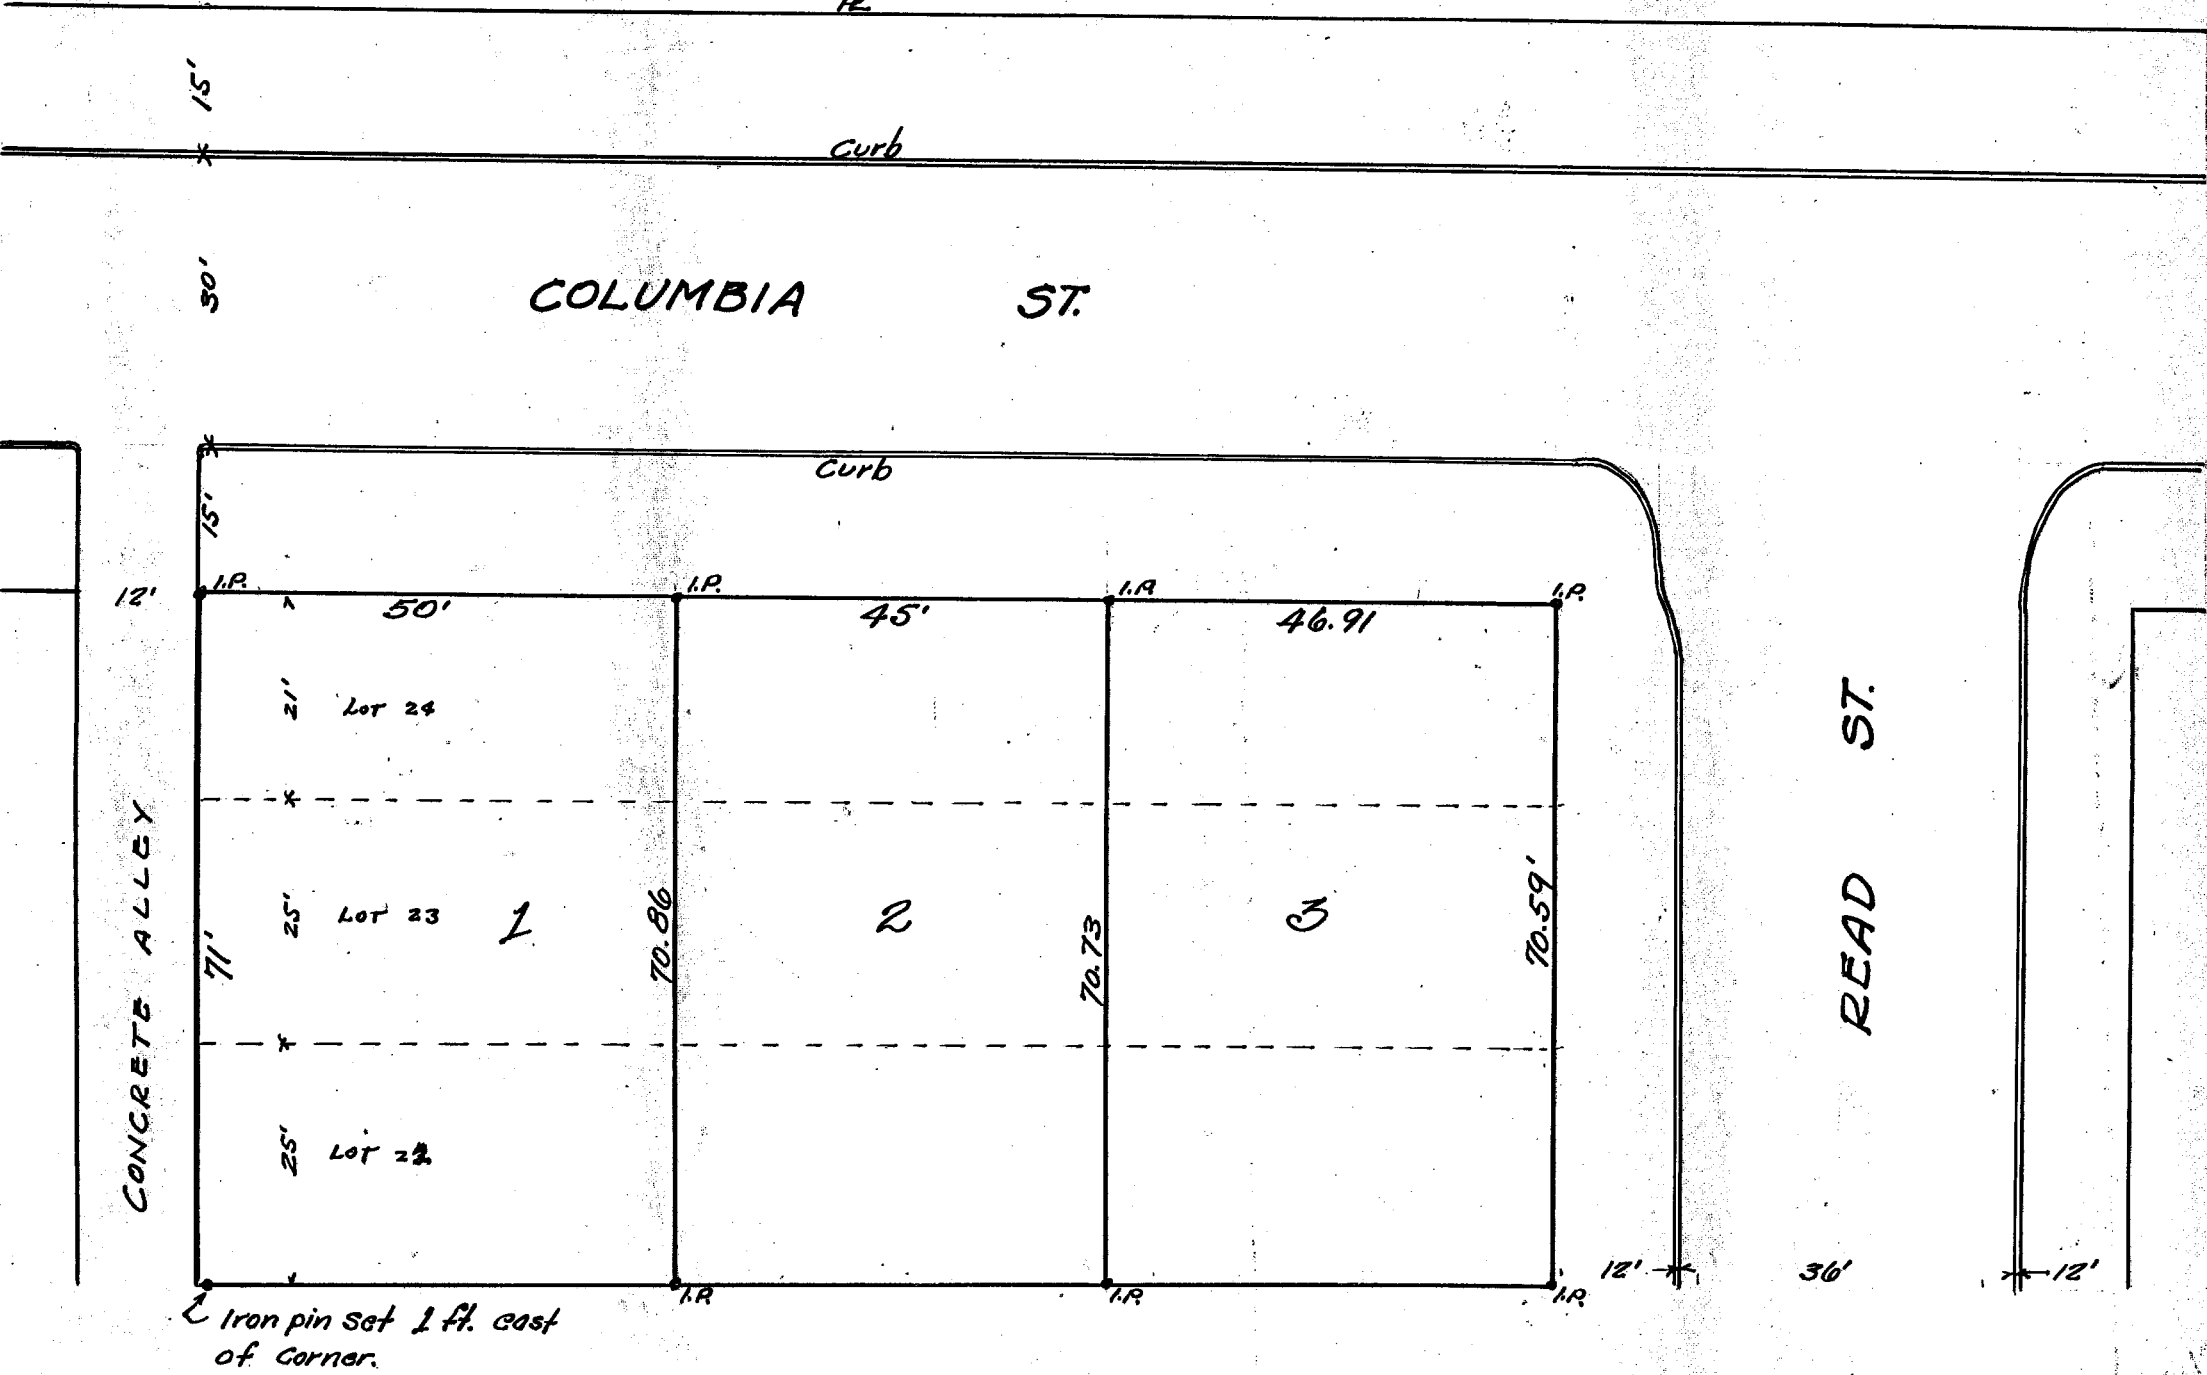 PL
15'
Curb
30'
COLUMBIA ST.
Curb
15'
12'
I.P.
I.P.
I.P.
I.P.
50'
45'
46.91
21'
Lot 24
71'
25'
Lot 23
1
70.86
2
70.73
3
70.59'
25'
Lot
CONCRETE ALLEY
READ ST.
12'
36'
12'
I.P.
I.P.
I.P.
Iron pin set 1 ft. east
of corner.